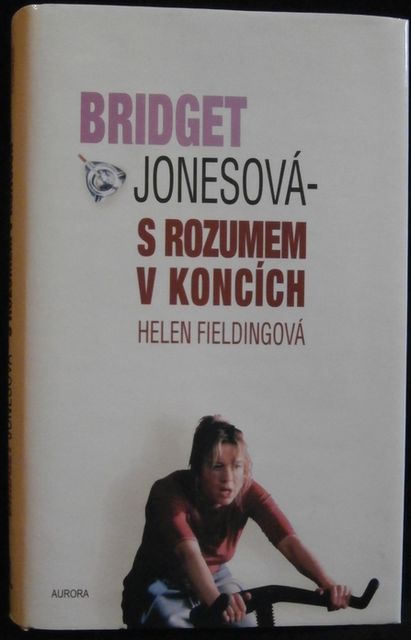 BRIDGET
JONESOVÁ-
S ROZUMEM
V KONCÍCH
HELEN FIELDINGOVÁ
AURORA